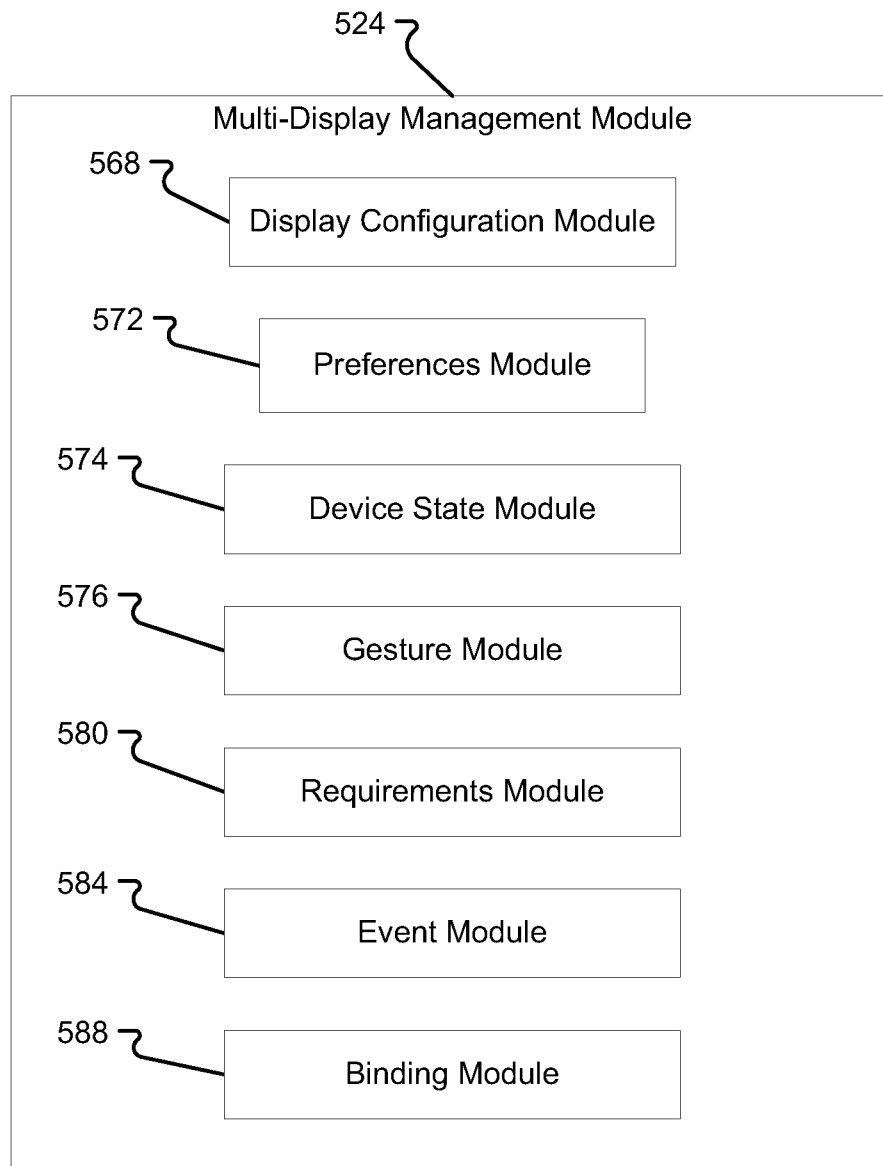 524
Multi-Display Management Module
568
Display Configuration Module
572
Preferences Module
574
Device State Module
576
Gesture Module
580
Requirements Module
584
Event Module
588
Binding Module